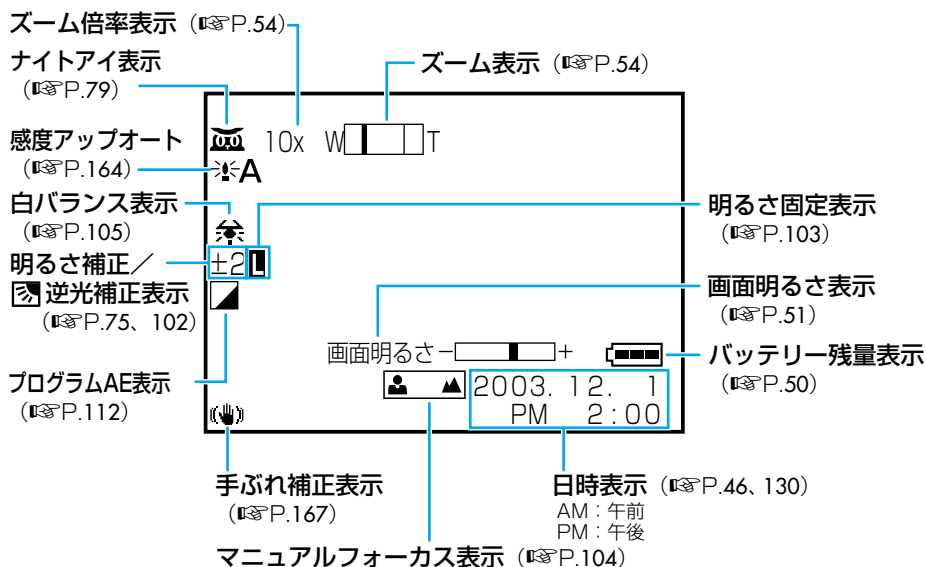 ズーム倍率表示（☞P.54）
ナイトアイ表示
（☞P.79）
ズーム表示（☞P.54）
感度アップオート
（☞P.164）
白バランス表示
（☞P.105）
明るさ補正／
逆光補正表示
（☞P.75、102）
プログラムAE表示
（☞P.112）
10x W T
A
±2 L
画面明るさ − +
2003. 12. 1
PM 2:00
明るさ固定表示
（☞P.103）
画面明るさ表示
（☞P.51）
バッテリー残量表示
（☞P.50）
手ぶれ補正表示
（☞P.167）
日時表示（☞P.46、130）
AM：午前
PM：午後
マニュアルフォーカス表示（☞P.104）